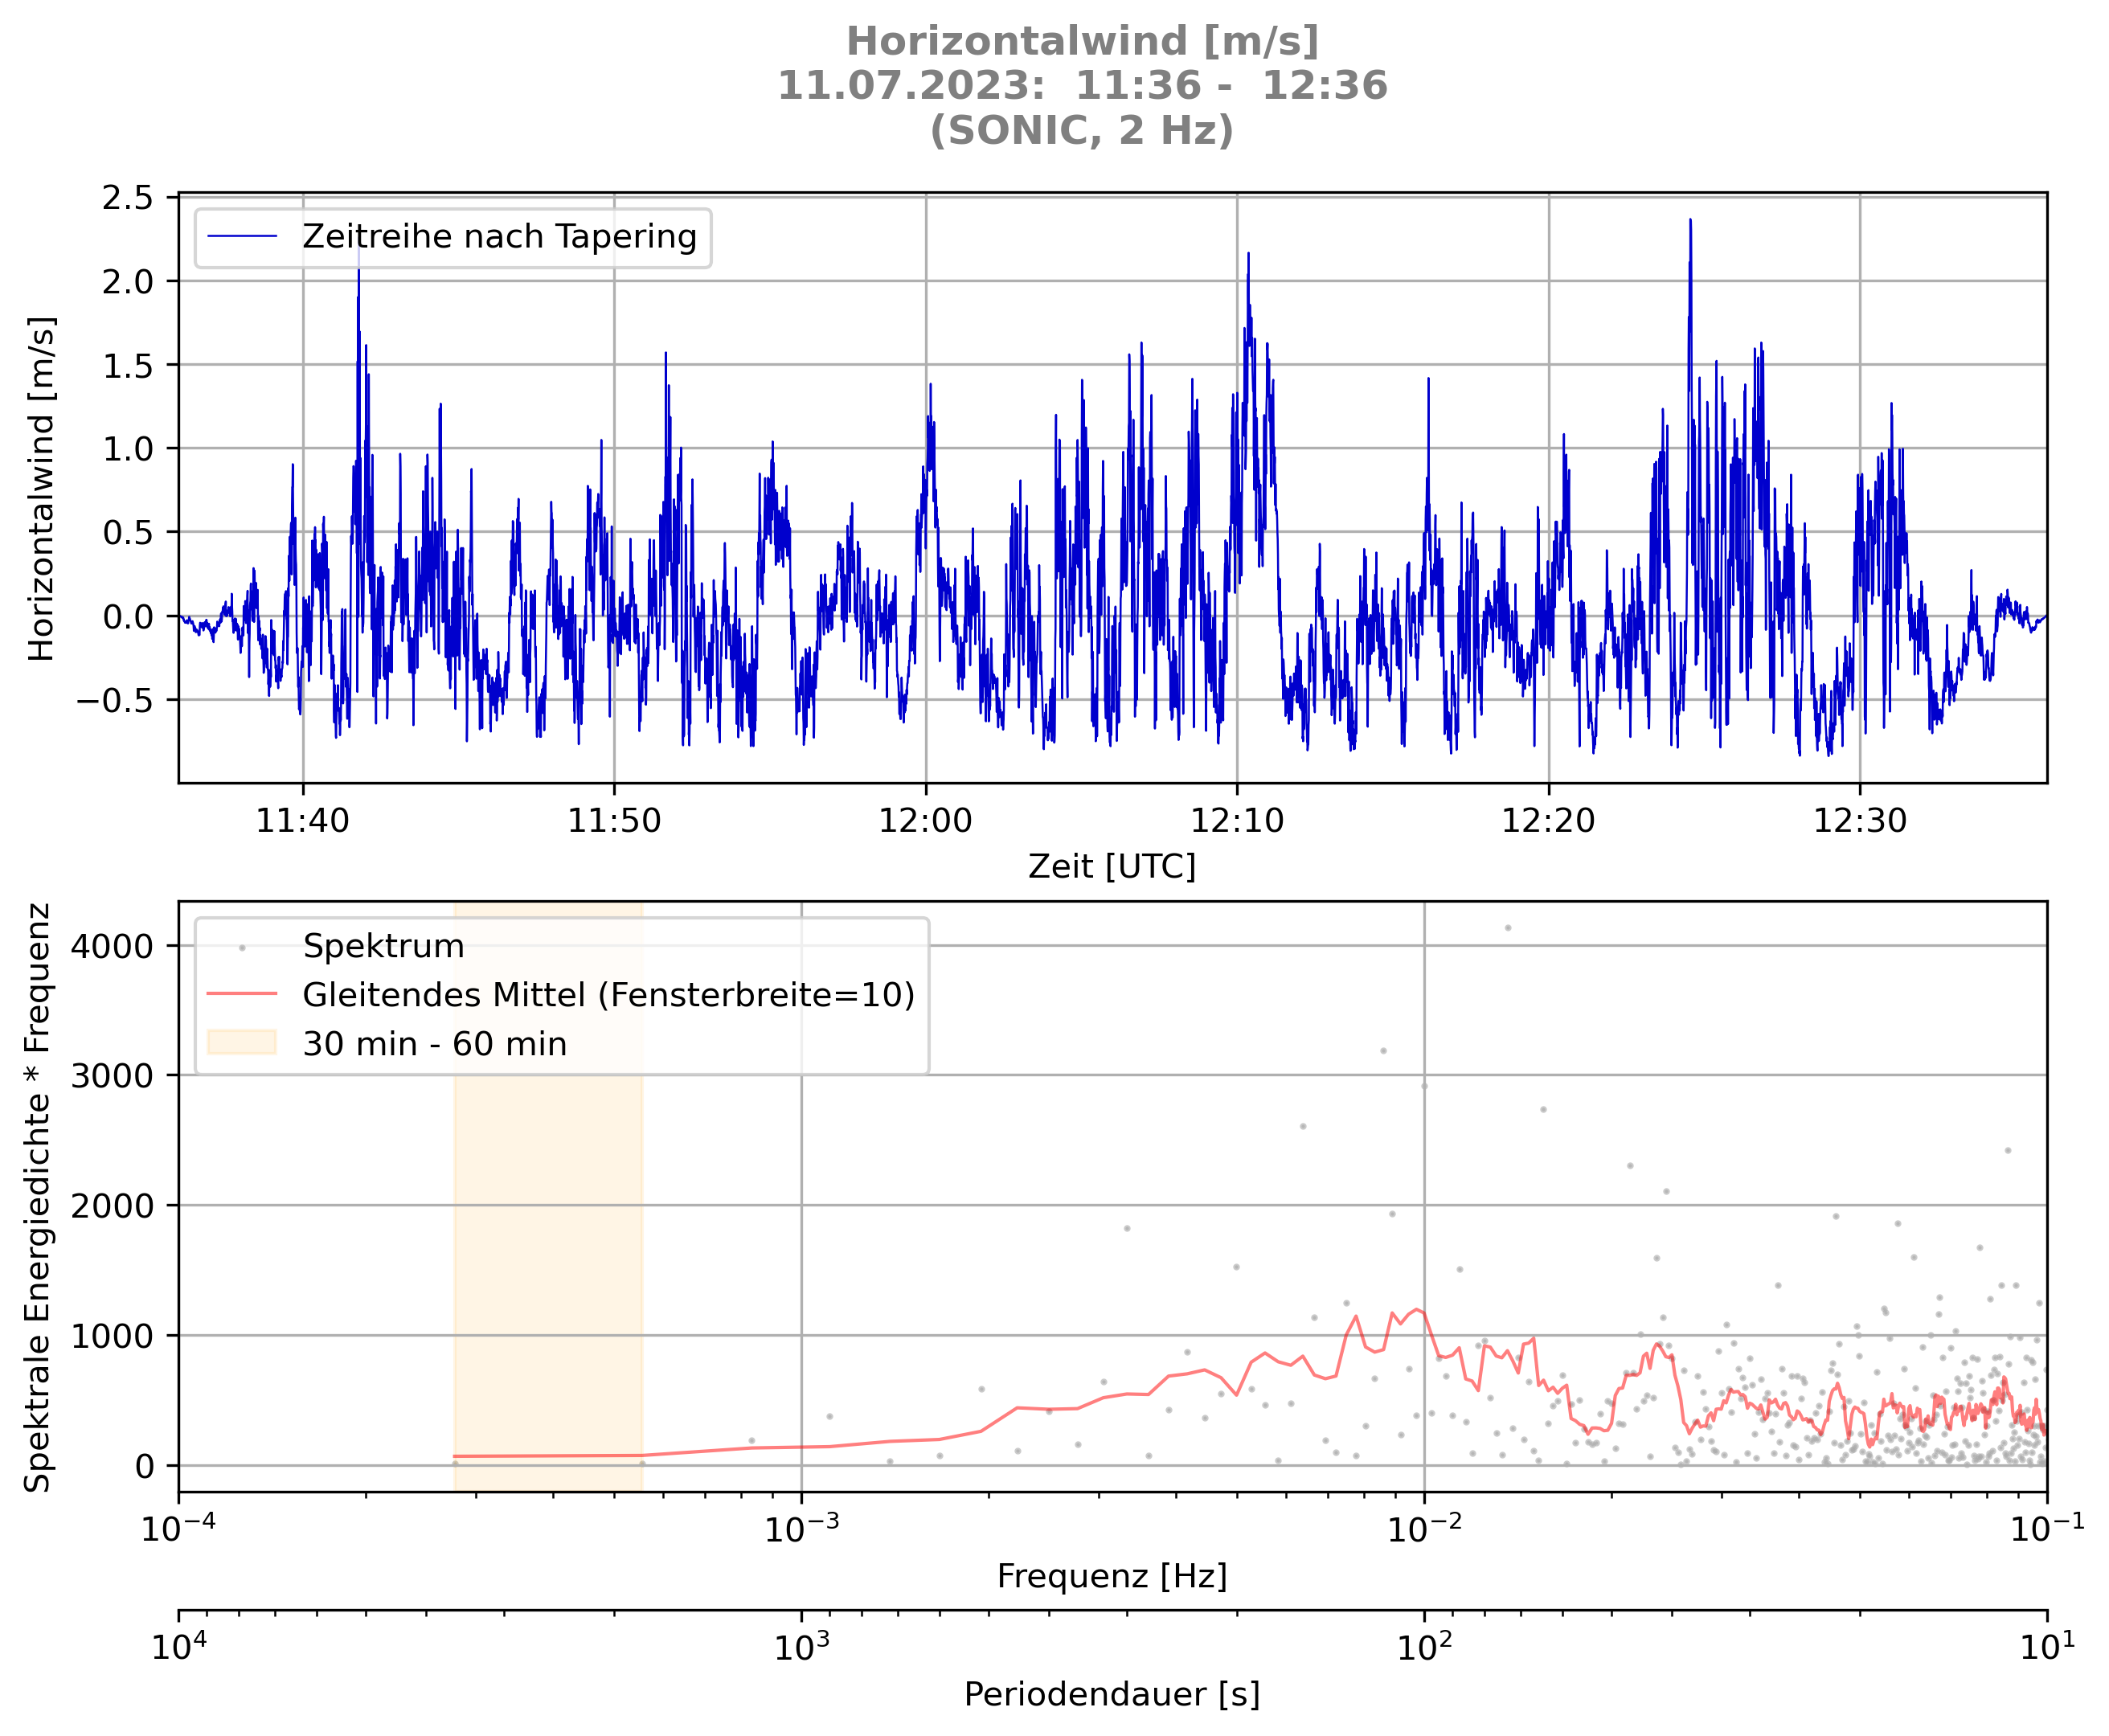 Horizontalwind [m/s]
11.07.2023:  11:36 -  12:36
(SONIC, 2 Hz)
Horizontalwind [m/s]
2.5
2.0
1.5
1.0
0.5
0.0
−0.5
Zeitreihe nach Tapering
11:40 11:50 12:00 12:10 12:20 12:30
Zeit [UTC]
Spektrale Energiedichte * Frequenz
4000
3000
2000
1000
0
Spektrum
Gleitendes Mittel (Fensterbreite=10)
30 min - 60 min
10⁻⁴ 10⁻³ 10⁻² 10⁻¹
Frequenz [Hz]
10⁴ 10³ 10² 10¹
Periodendauer [s]